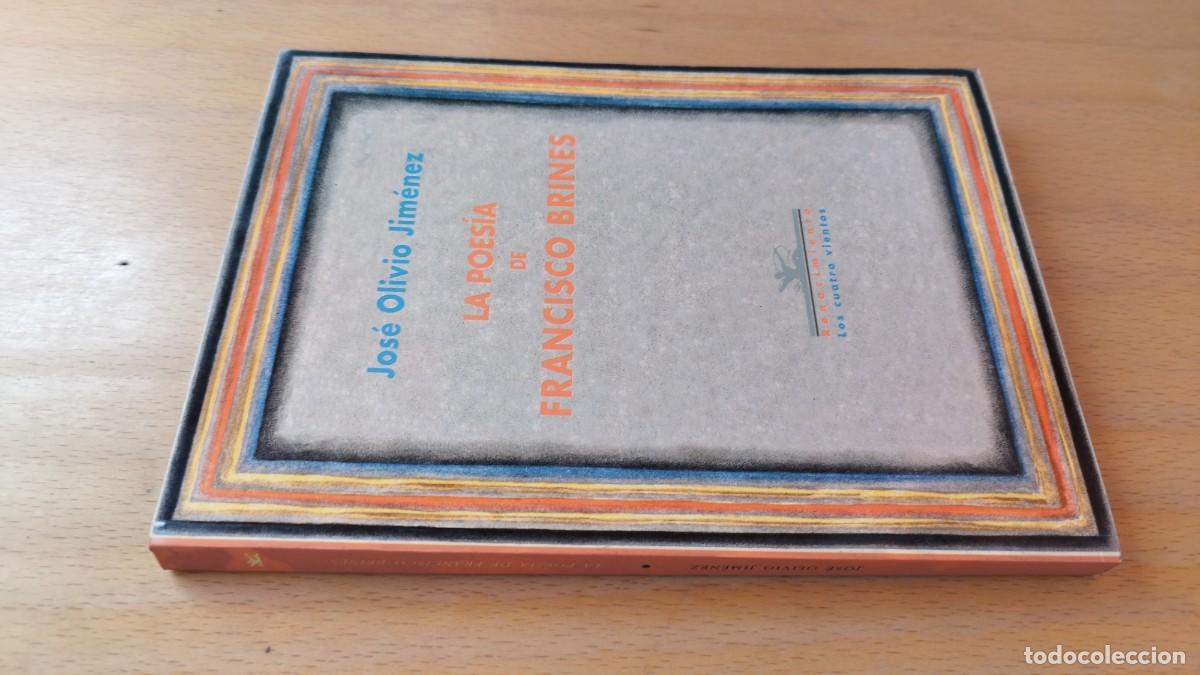 José Olivio Jiménez
LA POESÍA
DE
FRANCISCO BRINES
Renacimiento
Los cuatro vientos
JOSÉ OLIVIO JIMÉNEZ • LA POESÍA DE FRANCISCO BRINES
todocoleccion